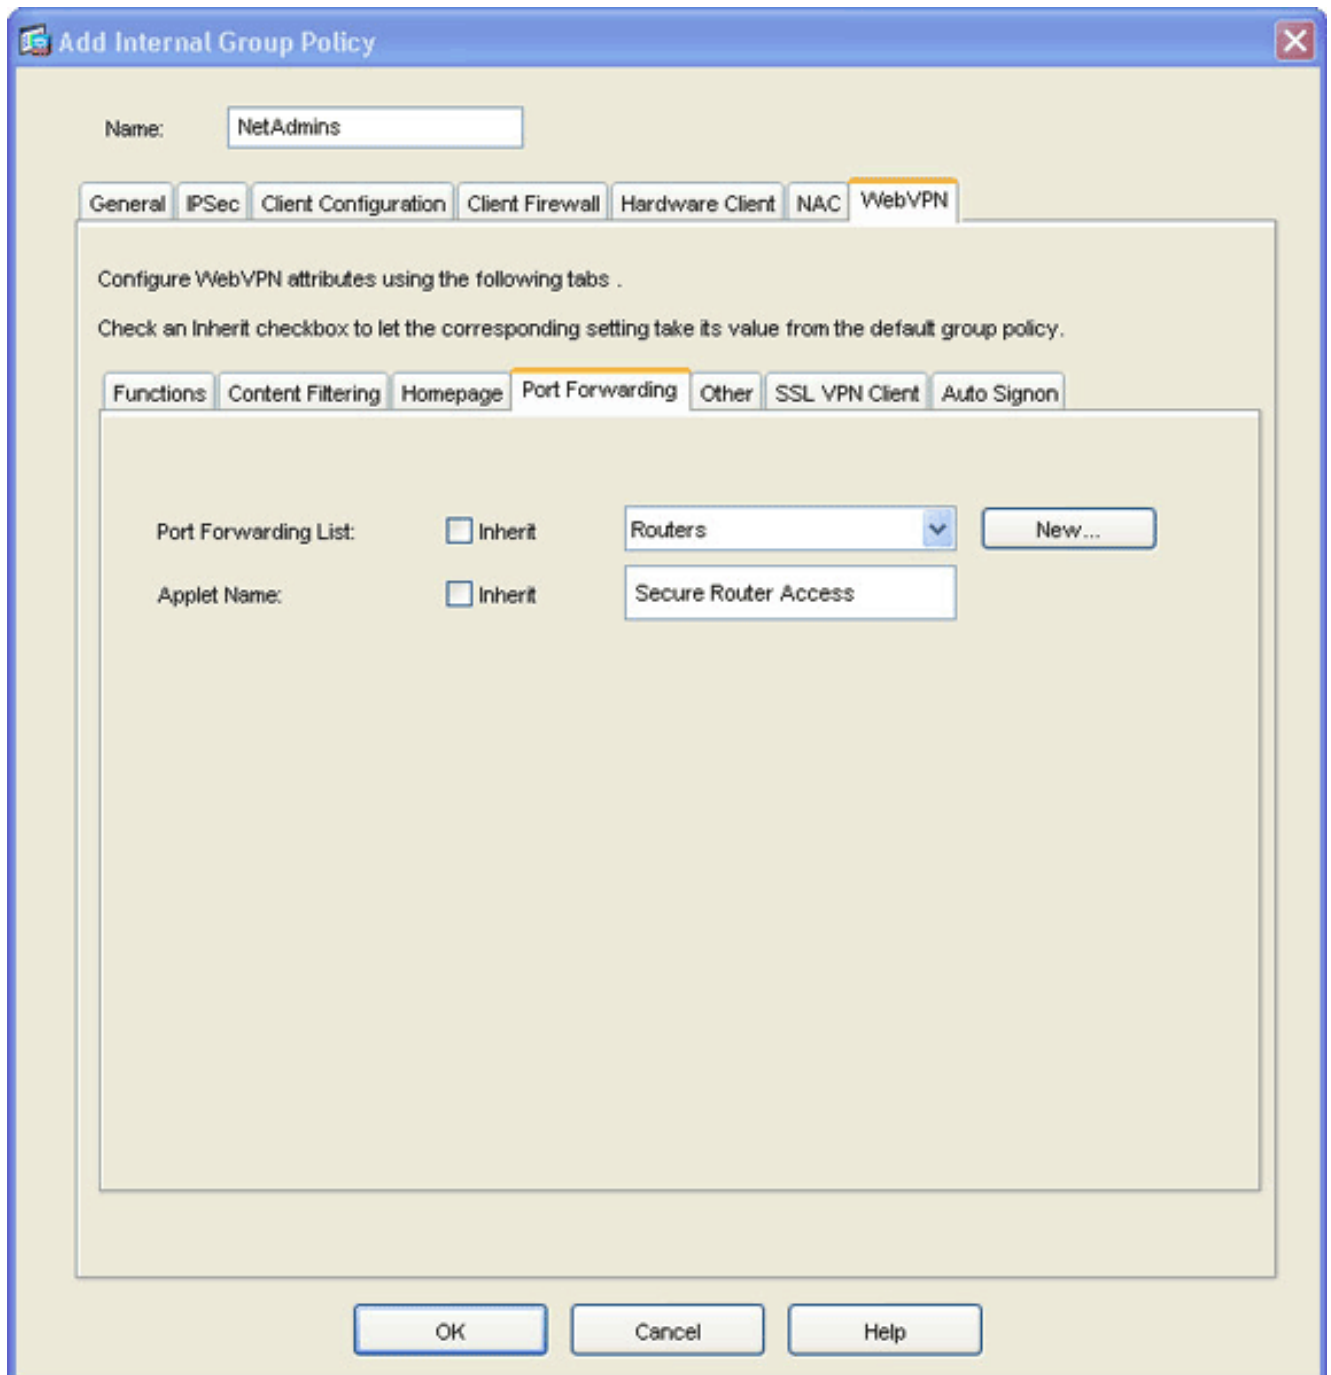 Add Internal Group Policy
Name: NetAdmins
General IPSec Client Configuration Client Firewall Hardware Client NAC WebVPN
Configure WebVPN attributes using the following tabs .
Check an Inherit checkbox to let the corresponding setting take its value from the default group policy.
Functions Content Filtering Homepage Port Forwarding Other SSL VPN Client Auto Signon
Port Forwarding List: Inherit Routers New...
Applet Name: Inherit Secure Router Access
OK Cancel Help